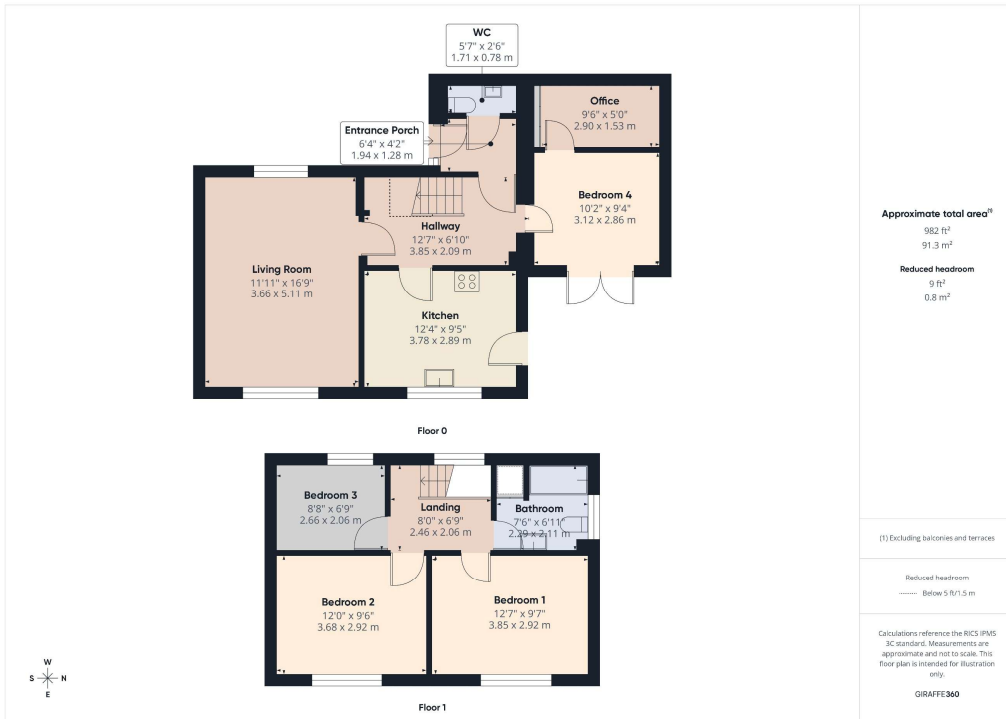 WC
5'7" x 2'6"
1.71 x 0.78 m
Office
9'6" x 5'0"
2.90 x 1.53 m
Entrance Porch
6'4" x 4'2"
1.94 x 1.28 m
Bedroom 4
10'2" x 9'4"
3.12 x 2.86 m
Hallway
12'7" x 6'10"
3.85 x 2.09 m
Living Room
11'11" x 16'9"
3.66 x 5.11 m
Kitchen
12'4" x 9'5"
3.78 x 2.89 m
Floor 0
Bedroom 3
8'8" x 6'9"
2.66 x 2.06 m
Landing
8'0" x 6'9"
2.46 x 2.06 m
Bathroom
7'6" x 6'11"
2.29 x 2.11 m
Bedroom 2
12'0" x 9'6"
3.68 x 2.92 m
Bedroom 1
12'7" x 9'7"
3.85 x 2.92 m
Floor 1
W
S N
E
Approximate total area(1)
982 ft²
91.3 m²
Reduced headroom
9 ft²
0.8 m²
(1) Excluding balconies and terraces
Reduced headroom
Below 5 ft/1.5 m
Calculations reference the RICS IPMS
3C standard. Measurements are
approximate and not to scale. This
floor plan is intended for illustration
only.
GIRAFFE360